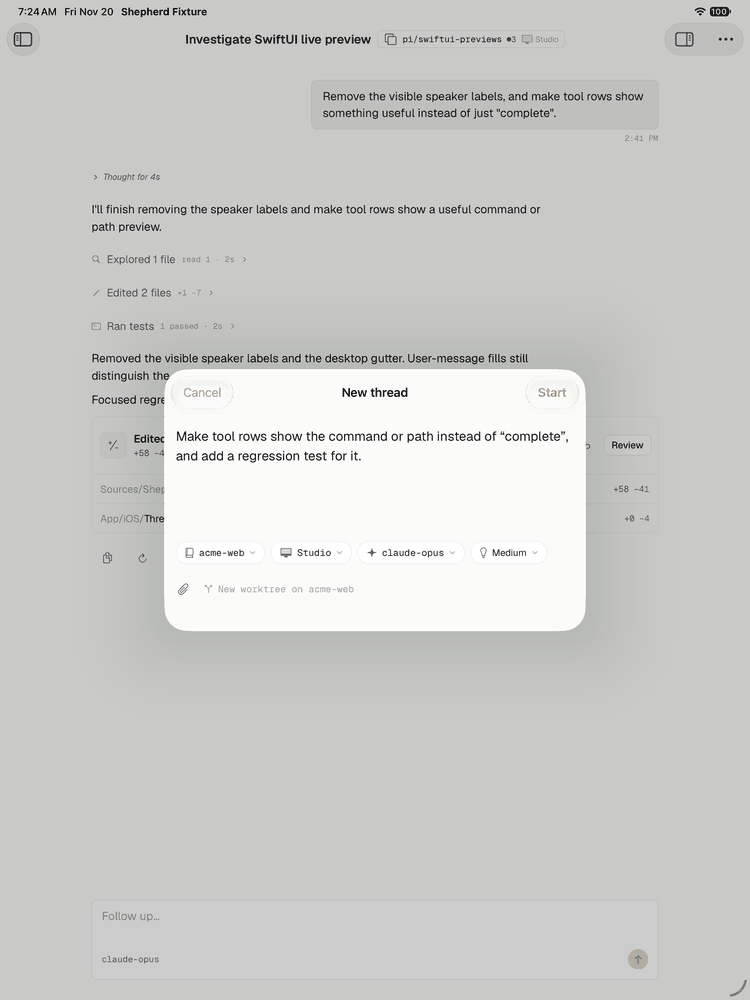 7:24 AM Fri Nov 20 Shepherd Fixture
100
Investigate SwiftUI live preview
pi/swiftui-previews
3
Studio
Remove the visible speaker labels, and make tool rows show
something useful instead of just "complete".
2:41 PM
Thought for 4s
I'll finish removing the speaker labels and make tool rows show a useful command or
path preview.
Explored 1 file read 1 · 2s
Edited 2 files +1 −7
Ran tests 1 passed · 2s
Removed the visible speaker labels and the desktop gutter. User-message fills still
distinguish the
Focused regre
Edited
+58 −4
Review
Sources/Shep
+58 −41
App/iOS/Thre
+0 −4
Cancel
New thread
Start
Make tool rows show the command or path instead of “complete”,
and add a regression test for it.
acme-web
Studio
claude-opus
Medium
New worktree on acme-web
Follow up…
claude-opus